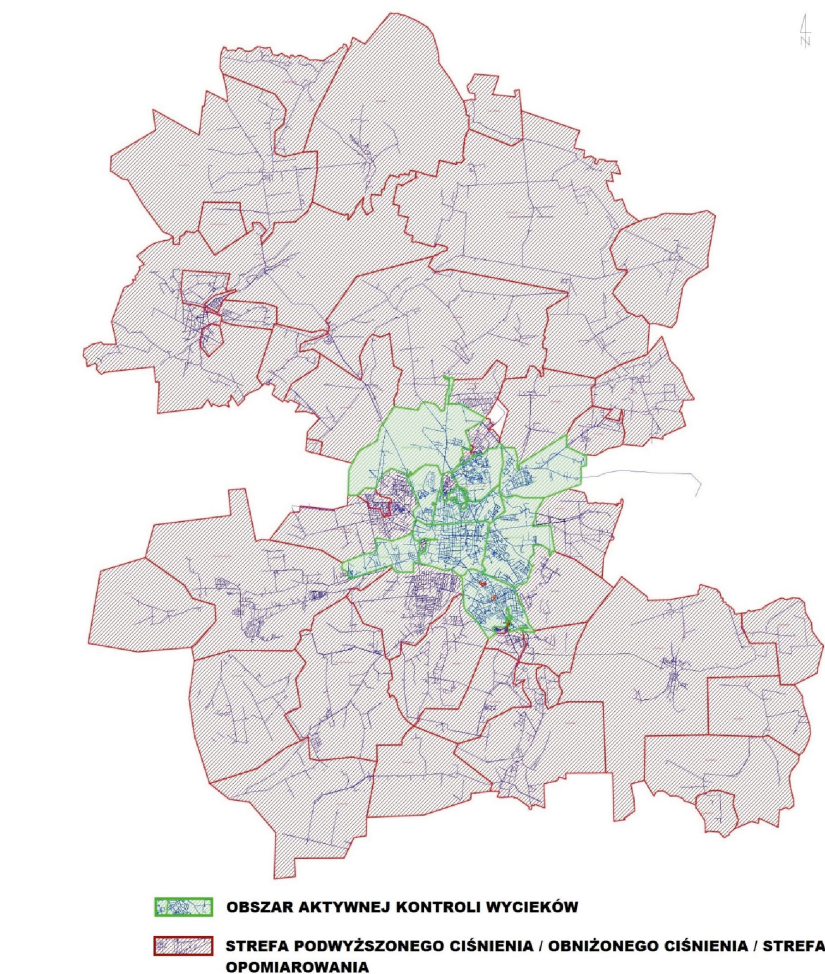 N
OBSZAR AKTYWNEJ KONTROLI WYCIEKÓW
STREFA PODWYŻSZONEGO CIŚNIENIA / OBNIŻONEGO CIŚNIENIA / STREFA
OPOMIAROWANIA